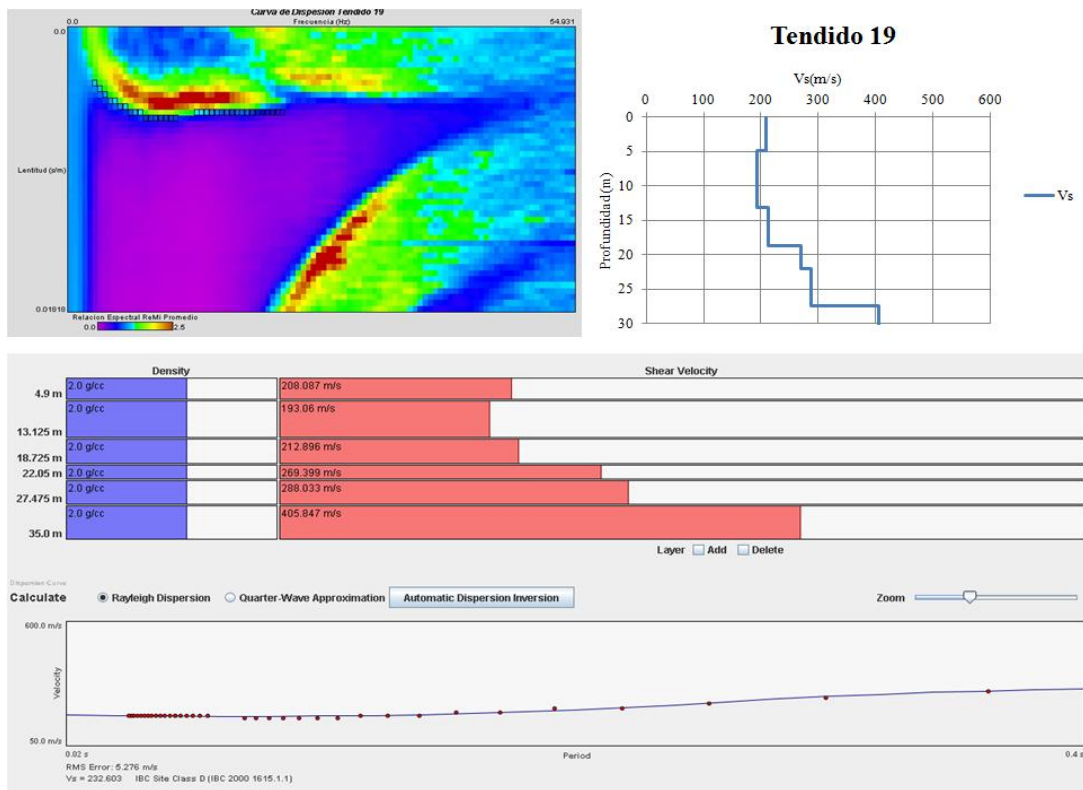 Curva de Dispesión Tendido 19
0.0 Frecuencia (Hz) 54.931
0.0
Lentitud (s/m)
0.01818
Relacion Espectral ReMi Promedio
0.0 2.5
Tendido 19
Vs(m/s)
0 100 200 300 400 500 600
0
5
10
15
20
25
30
Profundidad(m)
Vs
Density Shear Velocity
2.0 g/cc 208.087 m/s
4.9 m
2.0 g/cc 193.06 m/s
13.125 m
2.0 g/cc 212.896 m/s
18.725 m
2.0 g/cc 269.399 m/s
22.05 m
2.0 g/cc 288.033 m/s
27.475 m
2.0 g/cc 405.847 m/s
35.0 m
Layer Add Delete
Dispersion Curve
Calculate Rayleigh Dispersion Quarter-Wave Approximation Automatic Dispersion Inversion Zoom
600.0 m/s
Velocity
50.0 m/s
0.02 s Period 0.4 s
RMS Error: 5.276 m/s
Vs = 232.603 IBC Site Class D (IBC 2000 1615.1.1)